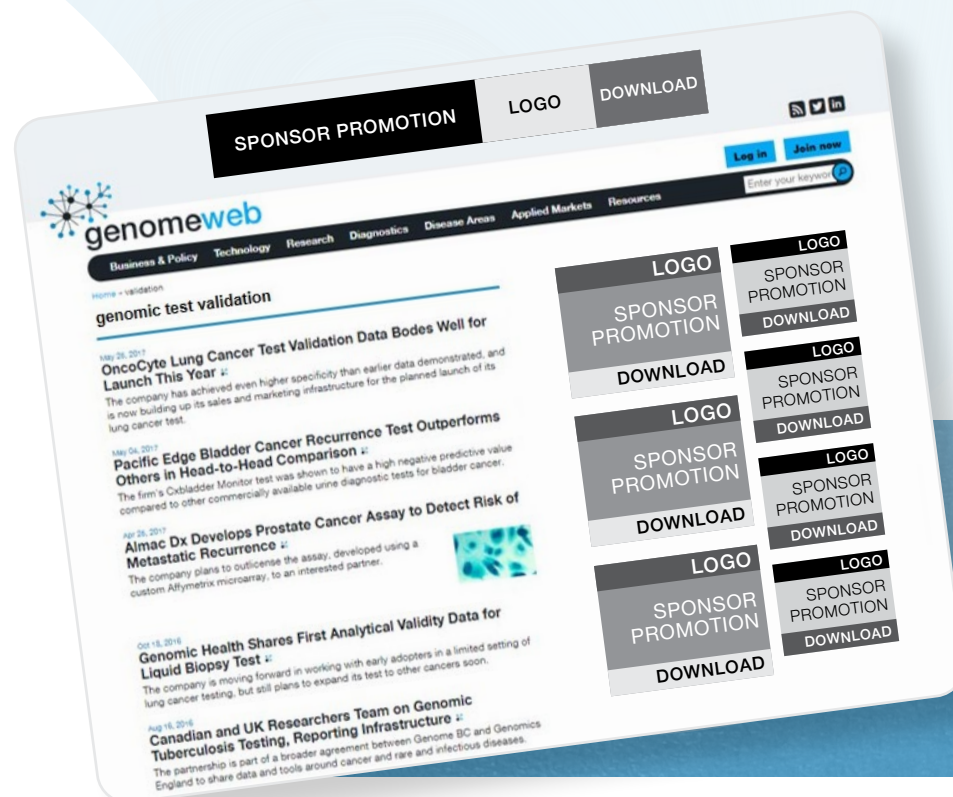 SPONSOR PROMOTION
LOGO
DOWNLOAD
in
genomeweb
Log in
Join now
Enter your keywor
Business & Policy
Technology
Research
Diagnostics
Disease Areas
Applied Markets
Resources
Home » validation
genomic test validation
May 26, 2017
OncoCyte Lung Cancer Test Validation Data Bodes Well for
Launch This Year
The company has achieved even higher specificity than earlier data demonstrated, and
is now building up its sales and marketing infrastructure for the planned launch of its
lung cancer test.
May 04, 2017
Pacific Edge Bladder Cancer Recurrence Test Outperforms
Others in Head-to-Head Comparison
The firm's Cxbladder Monitor test was shown to have a high negative predictive value
compared to other commercially available urine diagnostic tests for bladder cancer.
Apr 26, 2017
Almac Dx Develops Prostate Cancer Assay to Detect Risk of
Metastatic Recurrence
The company plans to outlicense the assay, developed using a
custom Affymetrix microarray, to an interested partner.
Oct 18, 2016
Genomic Health Shares First Analytical Validity Data for
Liquid Biopsy Test
The company is moving forward in working with early adopters in a limited setting of
lung cancer testing, but still plans to expand its test to other cancers soon.
Aug 16, 2016
Canadian and UK Researchers Team on Genomic
Tuberculosis Testing, Reporting Infrastructure
The partnership is part of a broader agreement between Genome BC and Genomics
England to share data and tools around cancer and rare and infectious diseases.
LOGO
SPONSOR
PROMOTION
DOWNLOAD
LOGO
SPONSOR
PROMOTION
DOWNLOAD
LOGO
SPONSOR
PROMOTION
DOWNLOAD
LOGO
SPONSOR
PROMOTION
DOWNLOAD
LOGO
SPONSOR
PROMOTION
DOWNLOAD
LOGO
SPONSOR
PROMOTION
DOWNLOAD
LOGO
SPONSOR
PROMOTION
DOWNLOAD